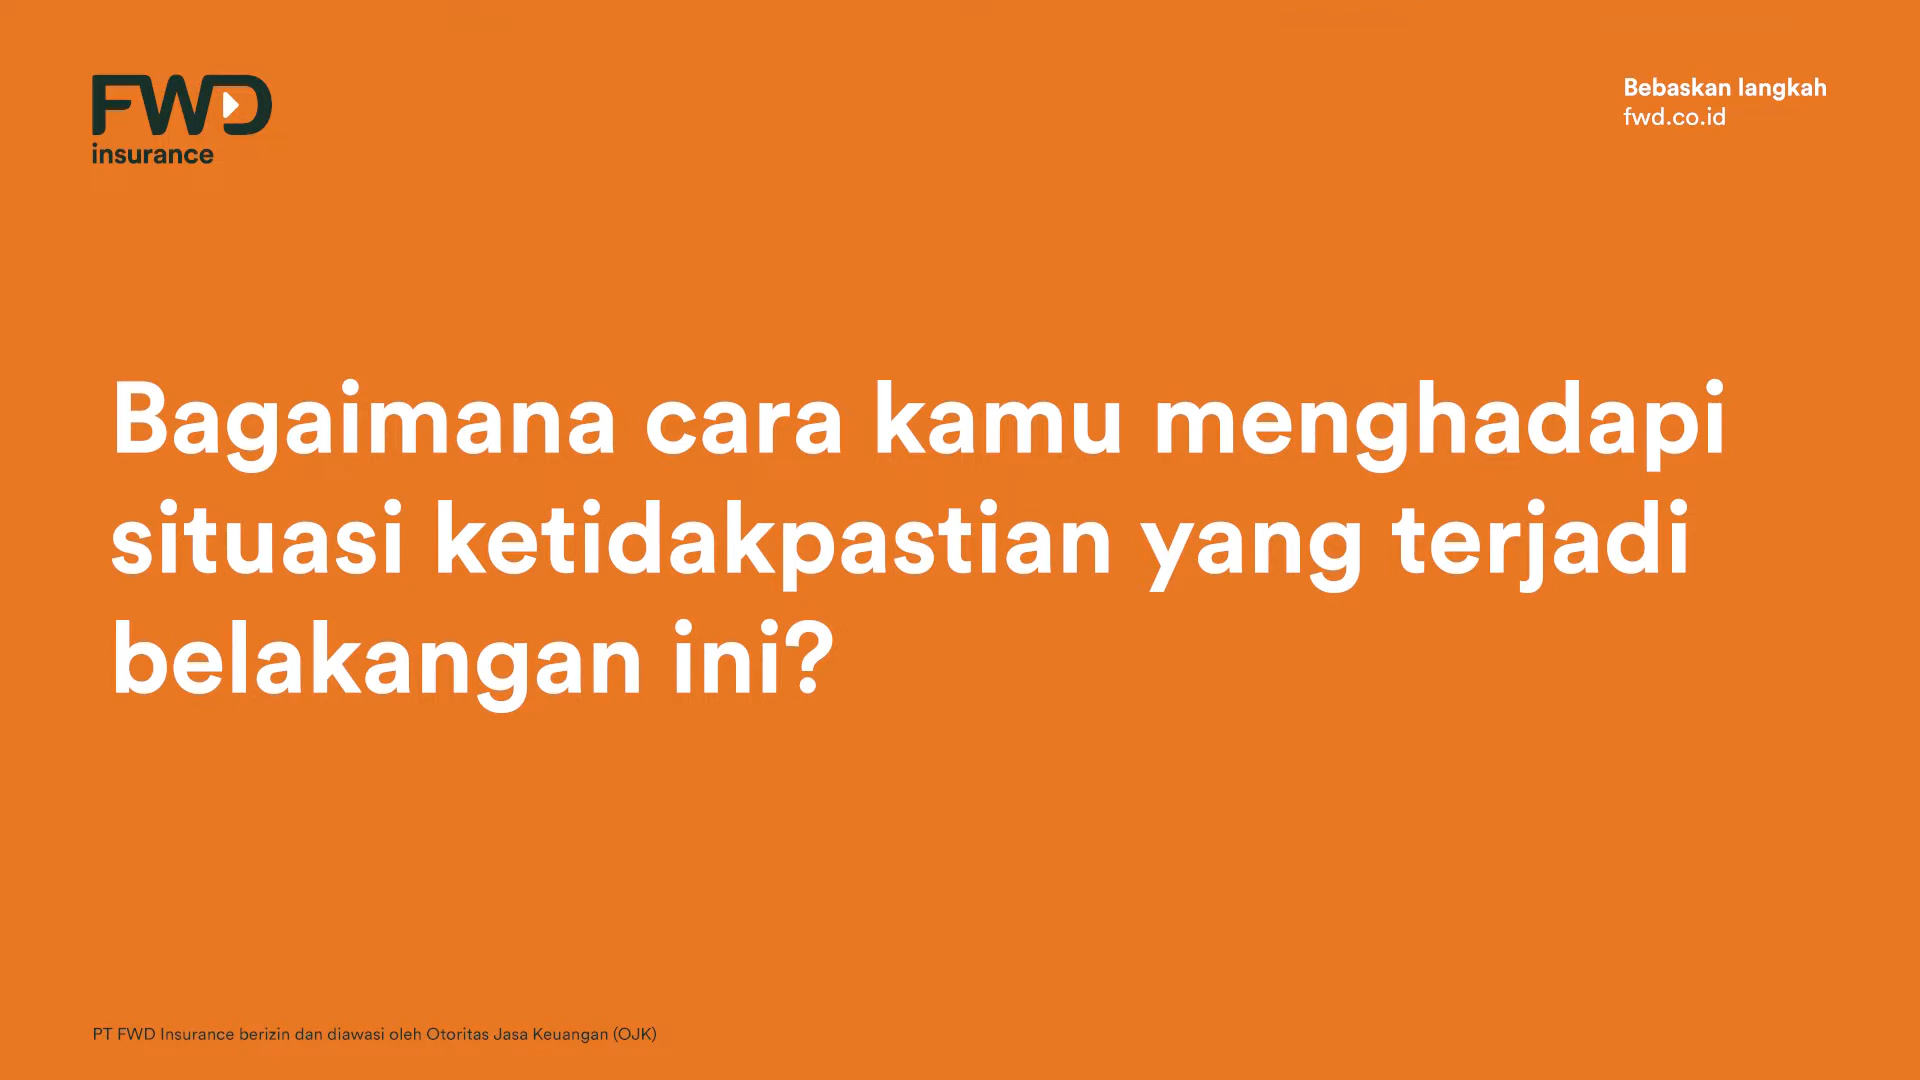 FWD
insurance
Bebaskan langkah
fwd.co.id
Bagaimana cara kamu menghadapi
situasi ketidakpastian yang terjadi
belakangan ini?
PT FWD Insurance berizin dan diawasi oleh Otoritas Jasa Keuangan (OJK)